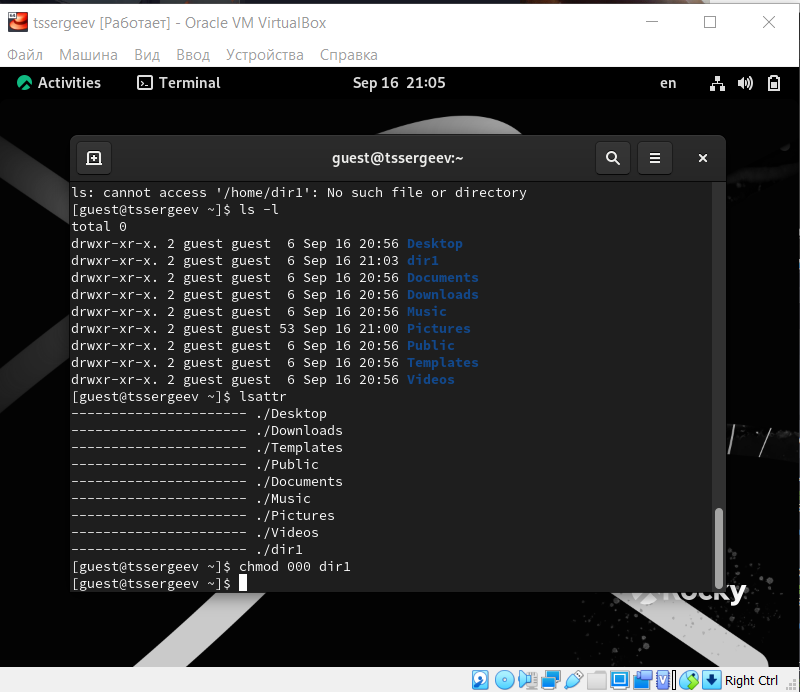 tssergeev [Работает] - Oracle VM VirtualBox
Файл Машина Вид Ввод Устройства Справка
Activities Terminal Sep 16 21:05 en
guest@tssergeev:~
ls: cannot access '/home/dir1': No such file or directory
[guest@tssergeev ~]$ ls -l
total 0
drwxr-xr-x. 2 guest guest  6 Sep 16 20:56 Desktop
drwxr-xr-x. 2 guest guest  6 Sep 16 21:03 dir1
drwxr-xr-x. 2 guest guest  6 Sep 16 20:56 Documents
drwxr-xr-x. 2 guest guest  6 Sep 16 20:56 Downloads
drwxr-xr-x. 2 guest guest  6 Sep 16 20:56 Music
drwxr-xr-x. 2 guest guest 53 Sep 16 21:00 Pictures
drwxr-xr-x. 2 guest guest  6 Sep 16 20:56 Public
drwxr-xr-x. 2 guest guest  6 Sep 16 20:56 Templates
drwxr-xr-x. 2 guest guest  6 Sep 16 20:56 Videos
[guest@tssergeev ~]$ lsattr
---------------------- ./Desktop
---------------------- ./Downloads
---------------------- ./Templates
---------------------- ./Public
---------------------- ./Documents
---------------------- ./Music
---------------------- ./Pictures
---------------------- ./Videos
---------------------- ./dir1
[guest@tssergeev ~]$ chmod 000 dir1
[guest@tssergeev ~]$
Rocky
Right Ctrl